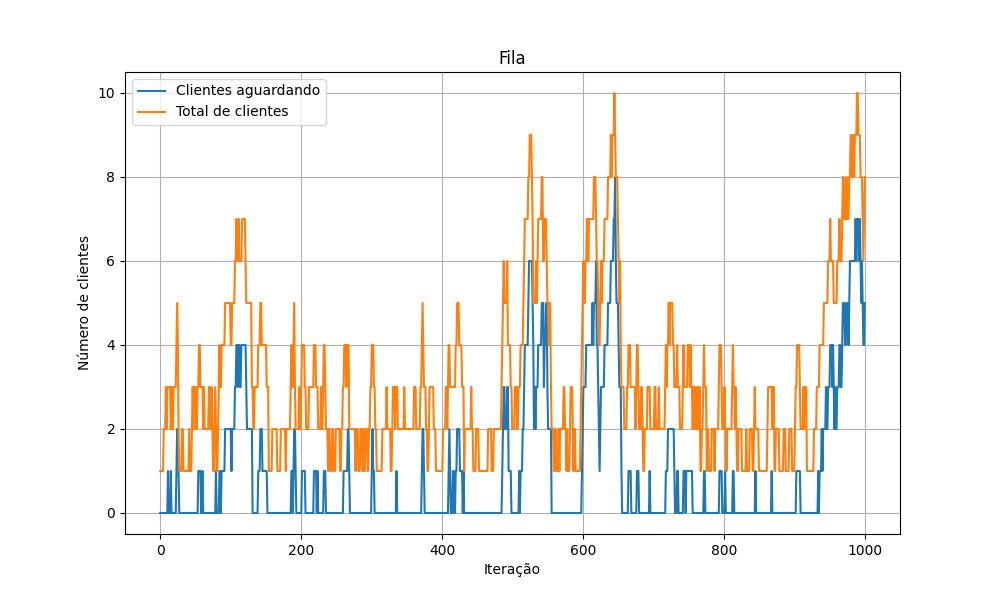 Fila
Clientes aguardando
Total de clientes
Número de clientes
10
8
6
4
2
0
0 200 400 600 800 1000
Iteração